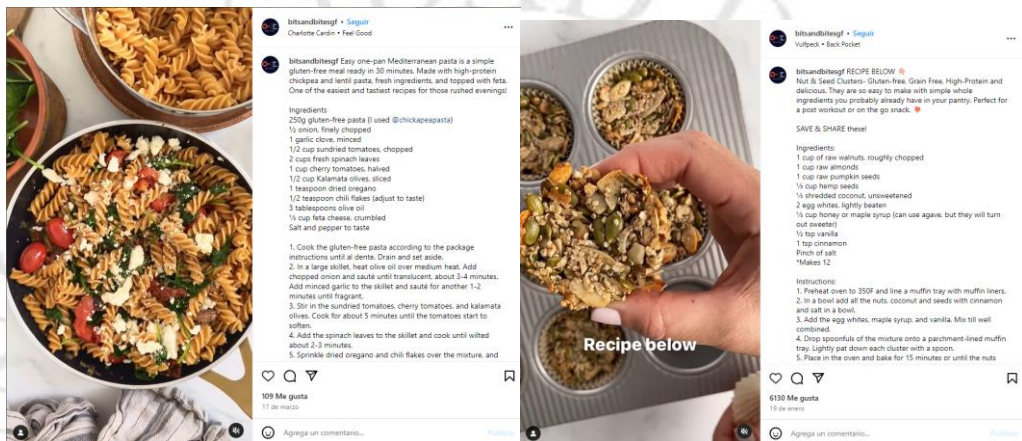 bitsandbitesgf • Seguir
Charlotte Cardin • Feel Good
bitsandbitesgf Easy one-pan Mediterranean pasta is a simple
gluten-free meal ready in 30 minutes. Made with high-protein
chickpea and lentil pasta, fresh ingredients, and topped with feta.
One of the easiest and tastiest recipes for those rushed evenings!
Ingredients
250g gluten-free pasta (I used @chickapeapasta)
½ onion, finely chopped
1 garlic clove, minced
1/2 cup sundried tomatoes, chopped
2 cups fresh spinach leaves
1 cup cherry tomatoes, halved
1/2 cup Kalamata olives, sliced
1 teaspoon dried oregano
1/2 teaspoon chili flakes (adjust to taste)
3 tablespoons olive oil
⅓ cup feta cheese, crumbled
Salt and pepper to taste
1. Cook the gluten-free pasta according to the package
instructions until al dente. Drain and set aside.
2. In a large skillet, heat olive oil over medium heat. Add
chopped onion and sauté until translucent, about 3-4 minutes.
Add minced garlic to the skillet and sauté for another 1-2
minutes until fragrant.
3. Stir in the sundried tomatoes, cherry tomatoes, and kalamata
olives. Cook for about 5 minutes until the tomatoes start to
soften.
4. Add the spinach leaves to the skillet and cook until wilted
about 2-3 minutes.
5. Sprinkle dried oregano and chili flakes over the mixture, and
109 Me gusta
17 de marzo
Agrega un comentario...
Publicar
Recipe below
bitsandbitesgf • Seguir
Vulfpeck • Back Pocket
bitsandbitesgf RECIPE BELOW
Nut & Seed Clusters- Gluten-free, Grain Free, High-Protein and
delicious. They are so easy to make with simple whole
ingredients you probably already have in your pantry. Perfect for
a post workout or on the go snack.
SAVE & SHARE these!
Ingredients:
1 cup of raw walnuts, roughly chopped
1 cup raw almonds
1 cup raw pumpkin seeds
cup hemp seeds
shredded coconut, unsweetened
2 egg whites, lightly beaten
cup honey or maple syrup (can use agave, but they will turn
out sweeter)
½ tsp vanilla
1 tsp cinnamon
Pinch of salt
*Makes 12
Instructions:
1. Preheat oven to 350F and line a muffin tray with muffin liners.
2. In a bowl add all the nuts, coconut and seeds with cinnamon
and salt in a bowl.
3. Add the egg whites, maple syrup, and vanilla. Mix till well
combined.
4. Drop spoonfuls of the mixture onto a parchment-lined muffin
tray. Lightly pat down each cluster with a spoon.
5. Place in the oven and bake for 15 minutes or until the nuts
6130 Me gusta
19 de enero
Agrega un comentario...
Publicar